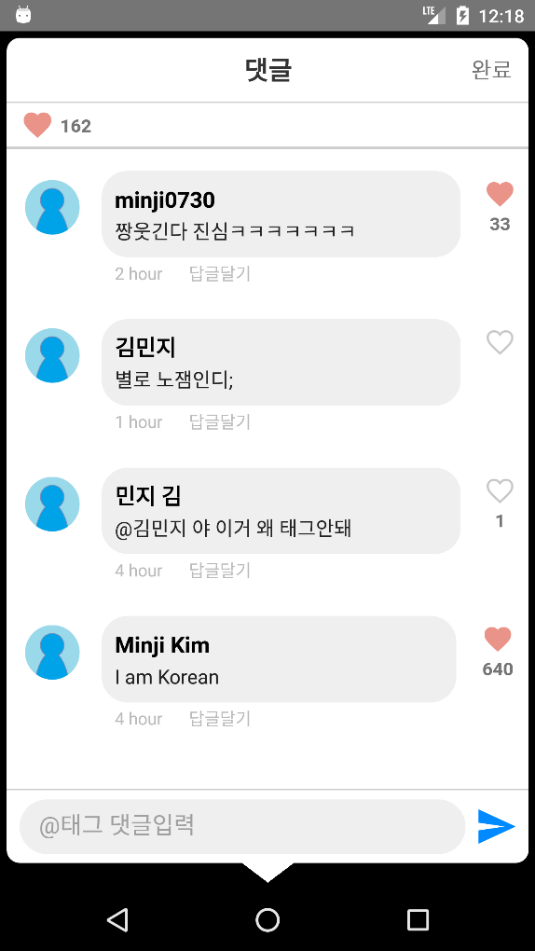 LTE 12:18
댓글 완료
162
minji0730
짱웃긴다 진심ㅋㅋㅋㅋㅋㅋㅋ
33
2 hour 답글달기
김민지
별로 노잼인디;
1 hour 답글달기
민지 김
@김민지 야 이거 왜 태그안돼
1
4 hour 답글달기
Minji Kim
I am Korean
640
4 hour 답글달기
@태그 댓글입력